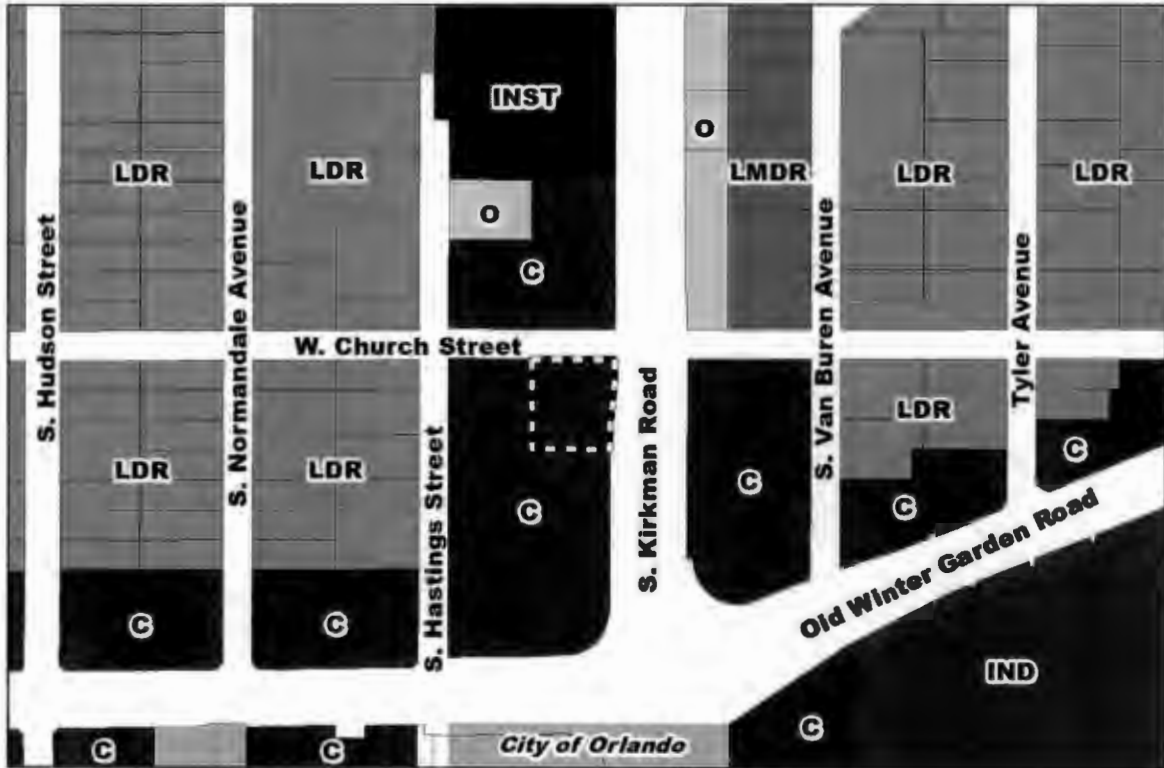 INST
O
LDR
LDR
LMDR
LDR
LDR
O
C
S. Hudson Street
S. Normandale Avenue
S. Van Buren Avenue
Tyler Avenue
W. Church Street
S. Hastings Street
S. Kirkman Road
LDR
C
LDR
LDR
C
C
C
Old Winter Garden Road
C
C
IND
C
C
C
City of Orlando